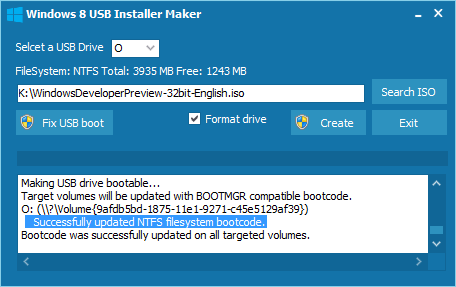 Windows 8 USB Installer Maker
Selcet a USB Drive O
FileSystem: NTFS Total: 3935 MB Free: 1243 MB
K:\WindowsDeveloperPreview-32bit-English.iso Search ISO
Fix USB boot Format drive Create Exit
Making USB drive bootable...
Target volumes will be updated with BOOTMGR compatible bootcode.
O: (\\?\Volume{9afdb5bd-1875-11e1-9271-c45e5129af39})
Successfully updated NTFS filesystem bootcode.
Bootcode was successfully updated on all targeted volumes.